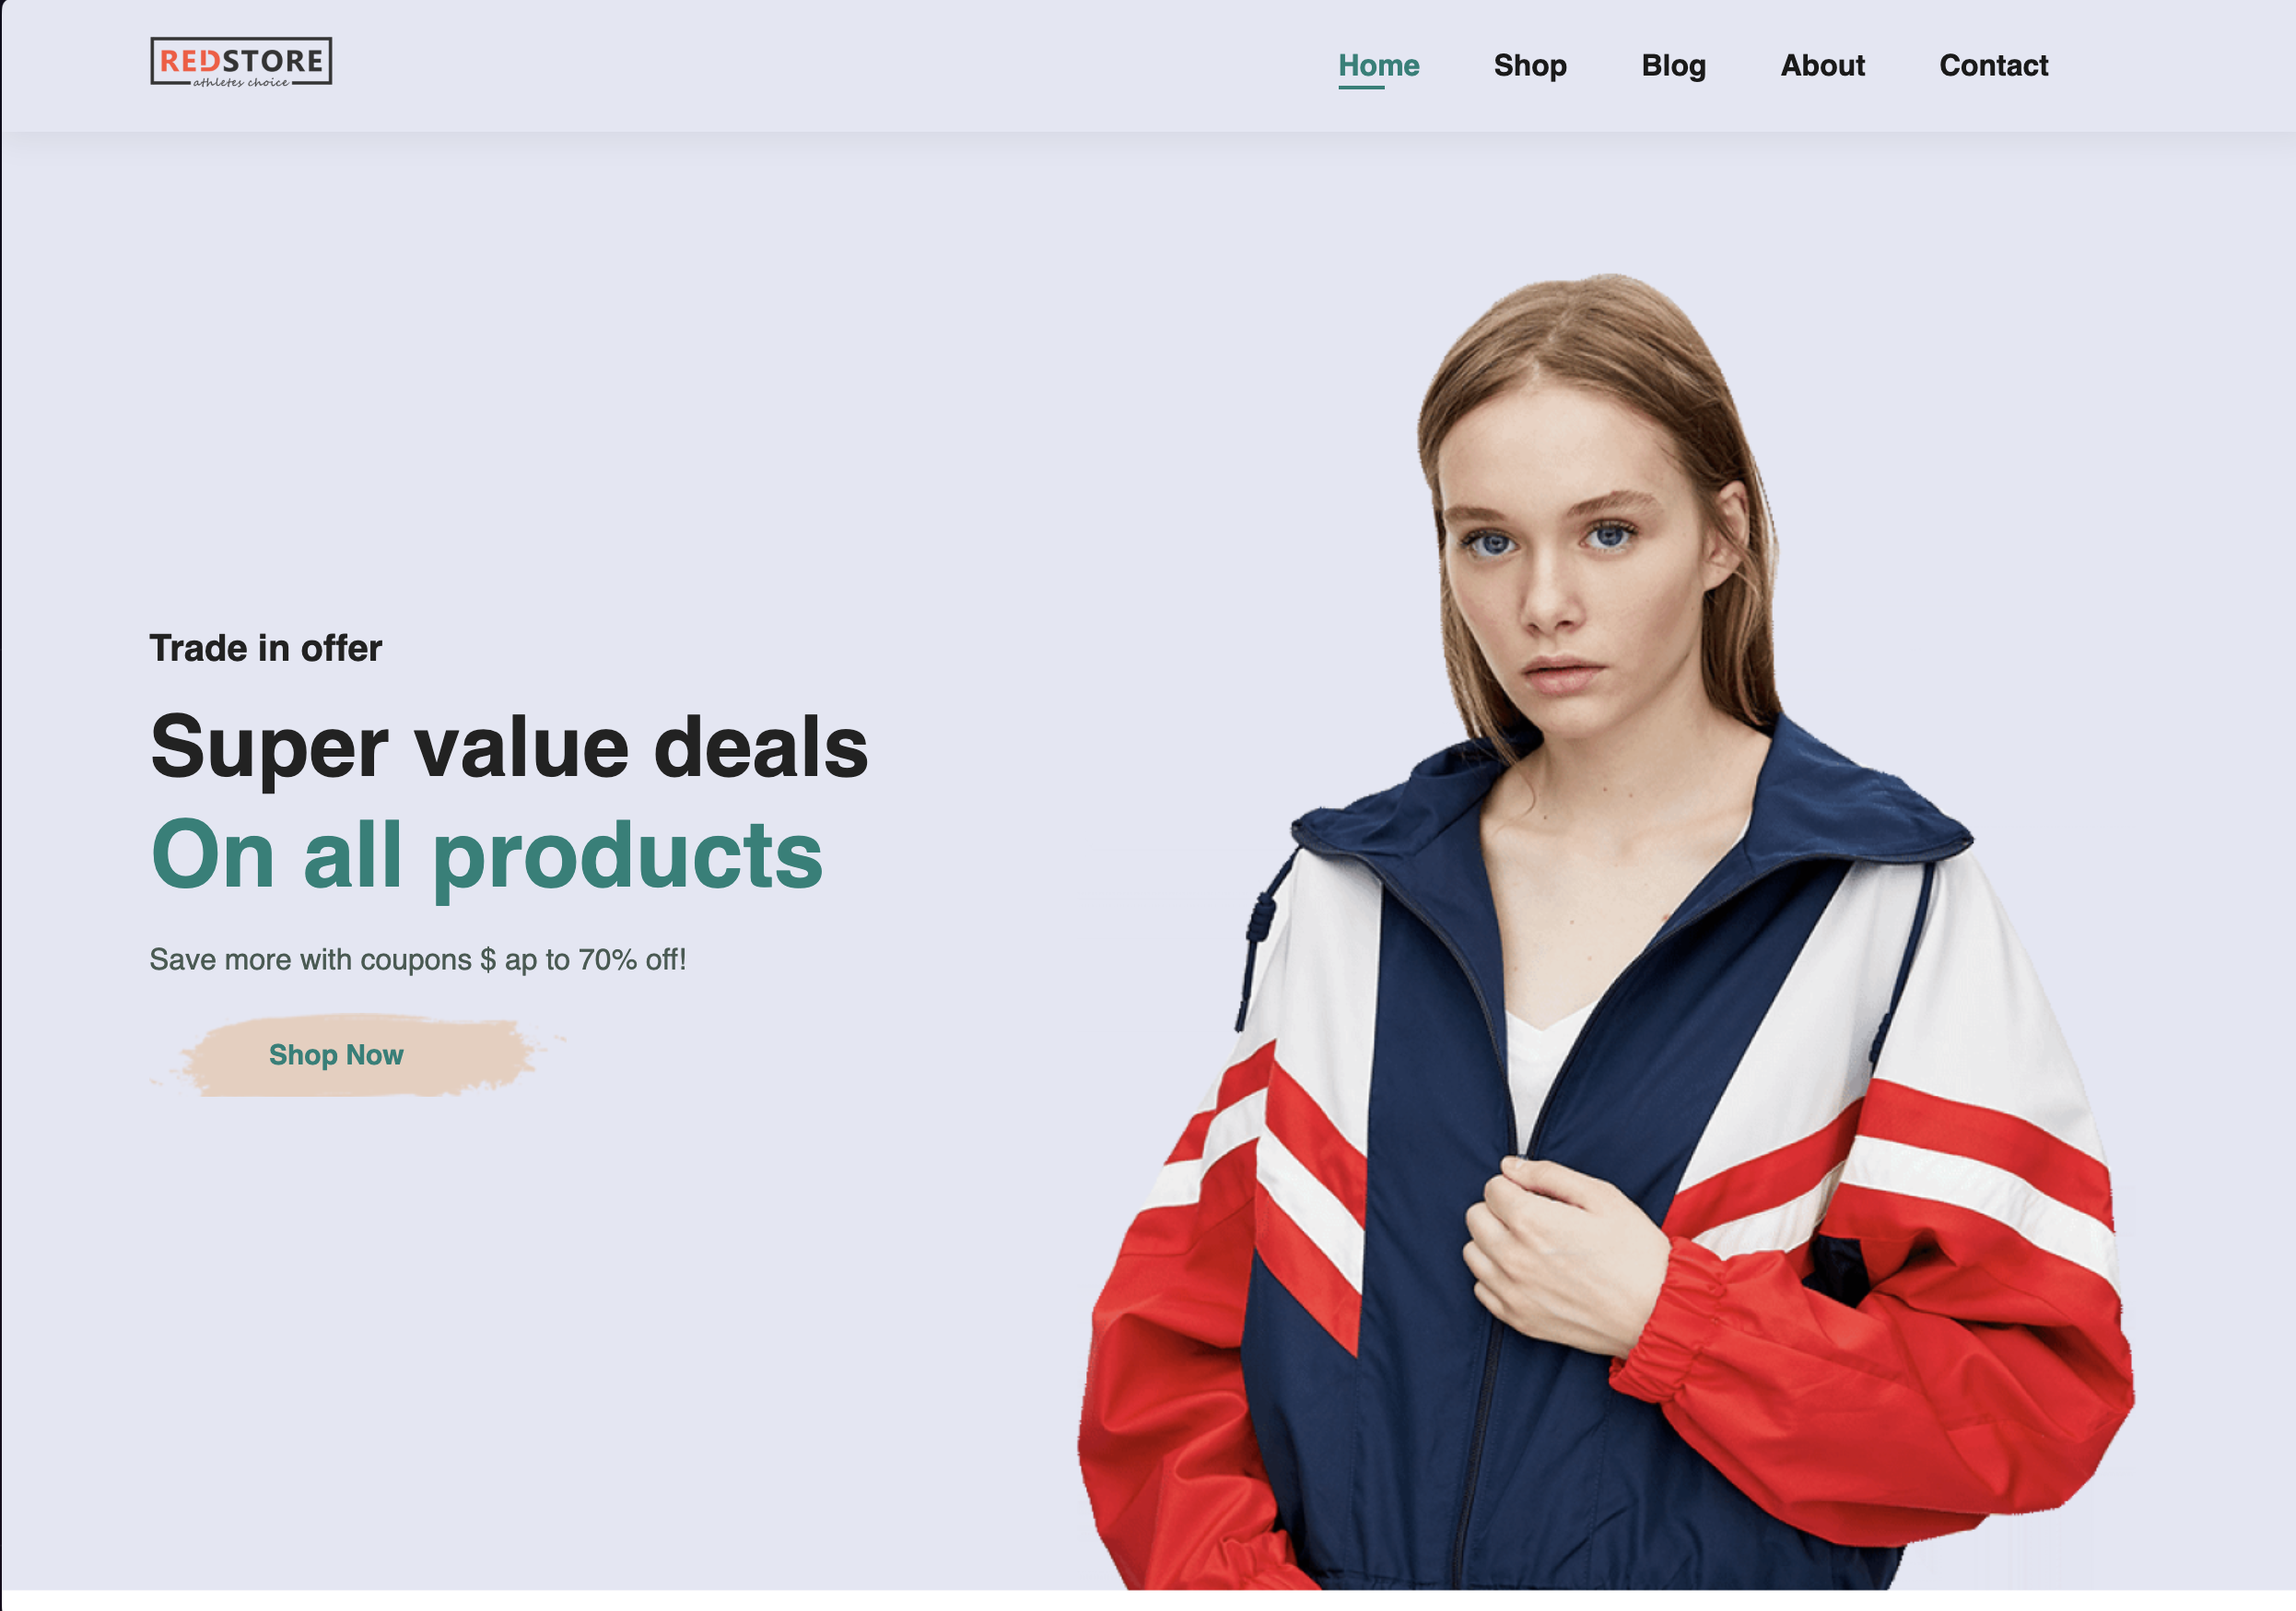 REDSTORE
athletes choice
Home Shop Blog About Contact
Trade in offer
Super value deals
On all products
Save more with coupons $ ap to 70% off!
Shop Now